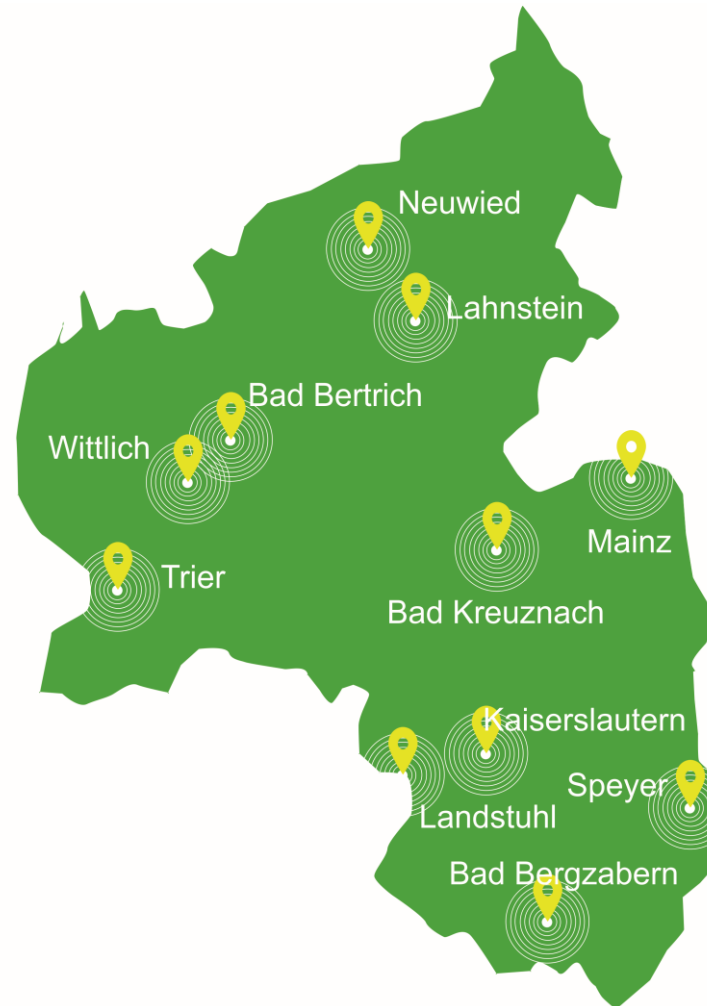 Neuwied
Lahnstein
Bad Bertrich
Wittlich
Mainz
Trier
Bad Kreuznach
Kaiserslautern
Speyer
Landstuhl
Bad Bergzabern